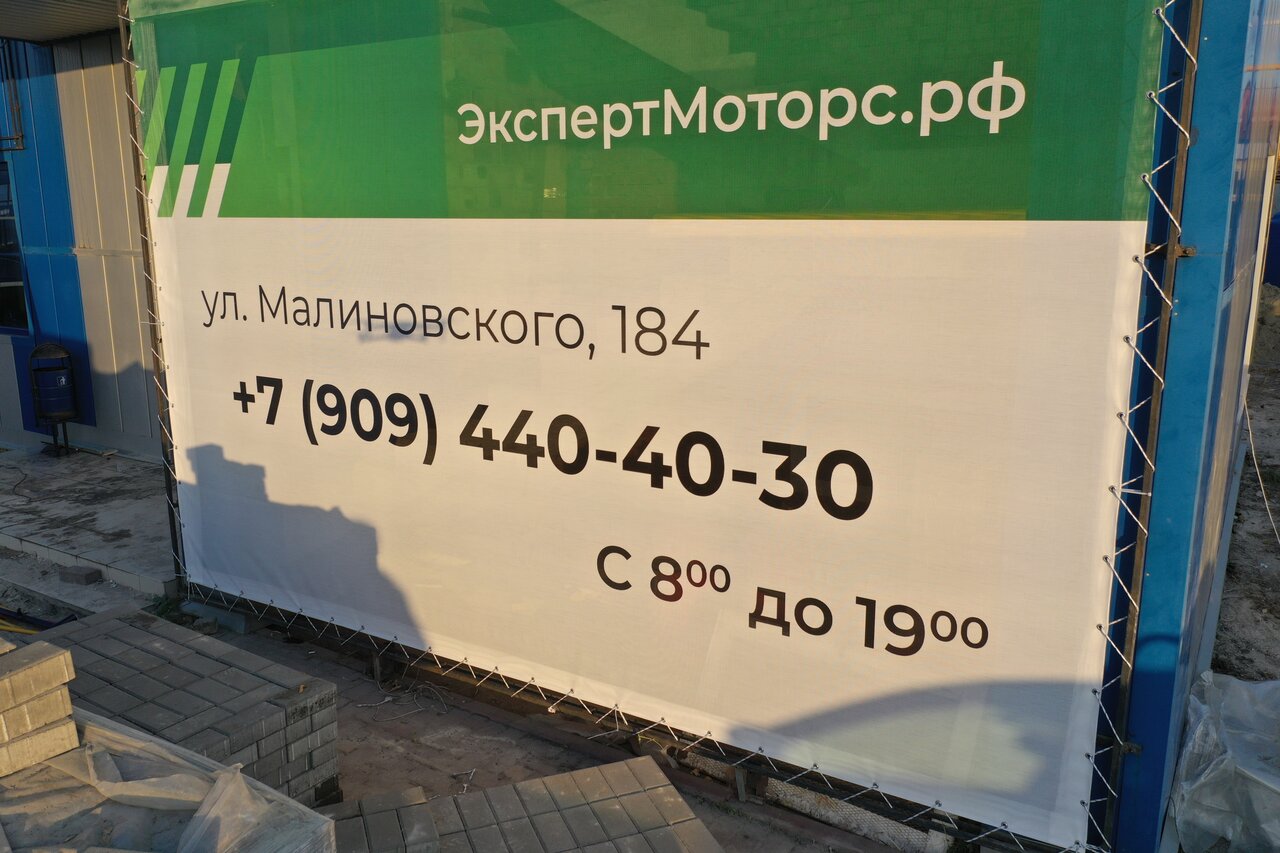 ЭкспертМоторс.рф
ул. Малиновского, 184
+7 (909) 440-40-30
С 8⁰⁰ до 19⁰⁰